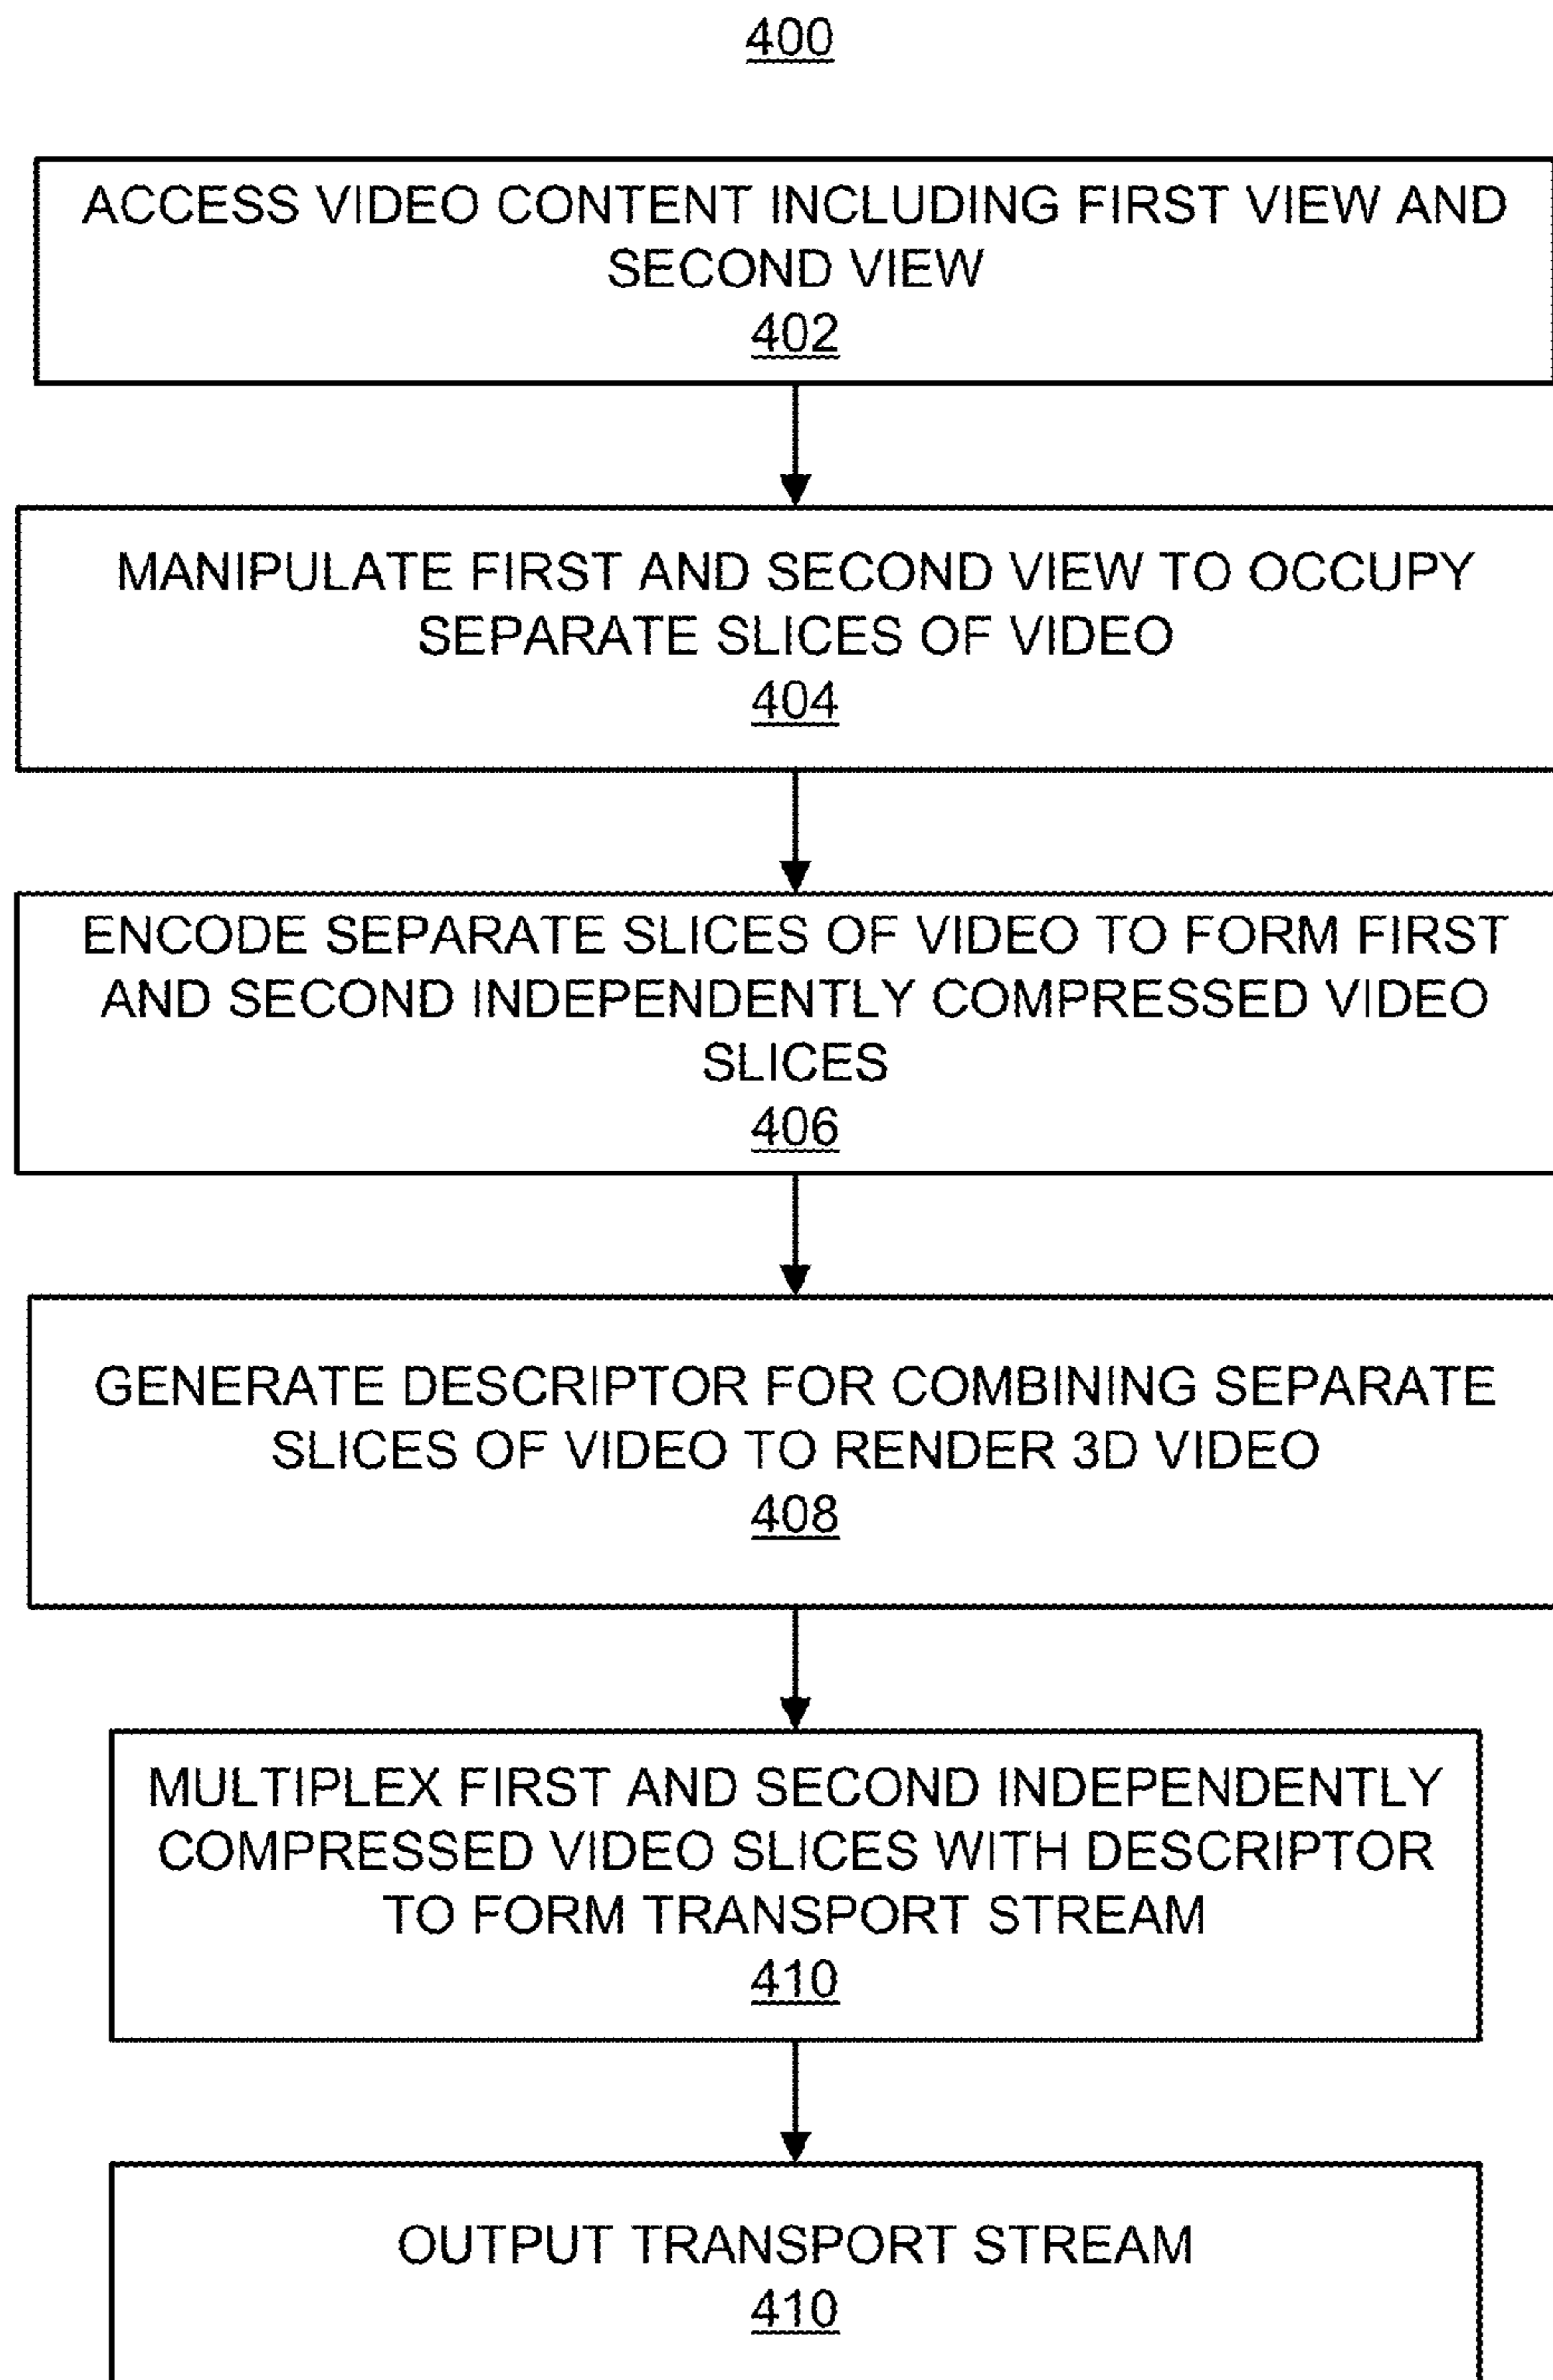 400
ACCESS VIDEO CONTENT INCLUDING FIRST VIEW AND
SECOND VIEW
402
MANIPULATE FIRST AND SECOND VIEW TO OCCUPY
SEPARATE SLICES OF VIDEO
404
ENCODE SEPARATE SLICES OF VIDEO TO FORM FIRST
AND SECOND INDEPENDENTLY COMPRESSED VIDEO
SLICES
406
GENERATE DESCRIPTOR FOR COMBINING SEPARATE
SLICES OF VIDEO TO RENDER 3D VIDEO
408
MULTIPLEX FIRST AND SECOND INDEPENDENTLY
COMPRESSED VIDEO SLICES WITH DESCRIPTOR
TO FORM TRANSPORT STREAM
410
OUTPUT TRANSPORT STREAM
410